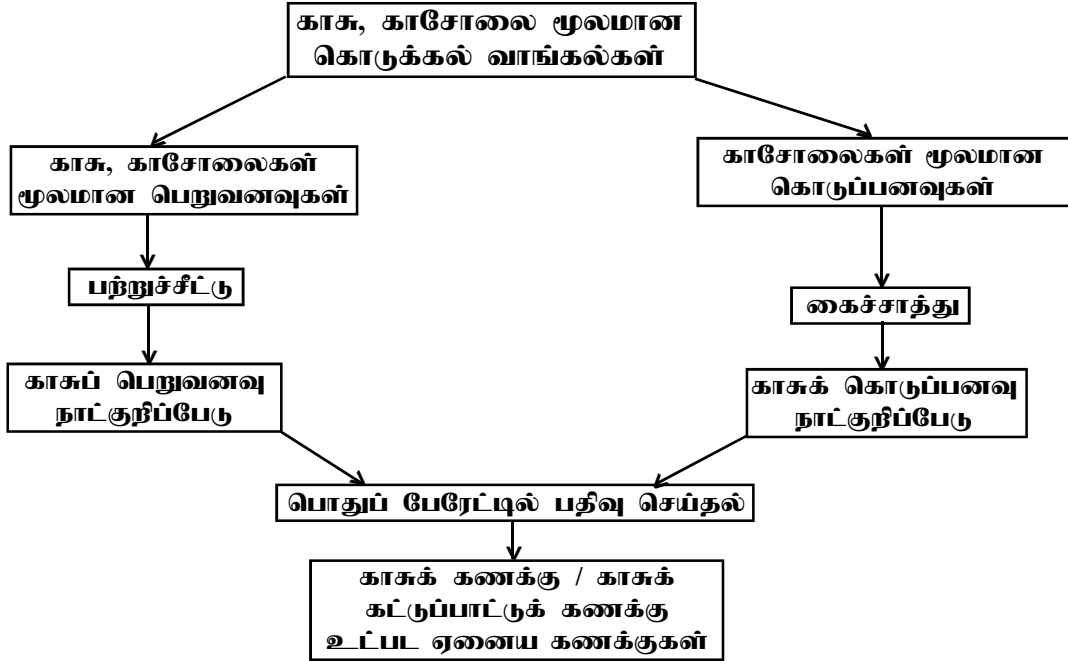 காசு, காசோலை மூலமான
கொடுக்கல் வாங்கல்கள்
காசு, காசோலைகள்
மூலமான பெறுவனவுகள்
காசோலைகள் மூலமான
கொடுப்பனவுகள்
பற்றுச்சீட்டு
கைச்சாத்து
காசுப் பெறுவனவு
நாட்குறிப்பேடு
காசுக் கொடுப்பனவு
நாட்குறிப்பேடு
பொதுப் பேரேட்டில் பதிவு செய்தல்
காசுக் கணக்கு / காசுக்
கட்டுப்பாட்டுக் கணக்கு
உட்பட ஏனைய கணக்குகள்